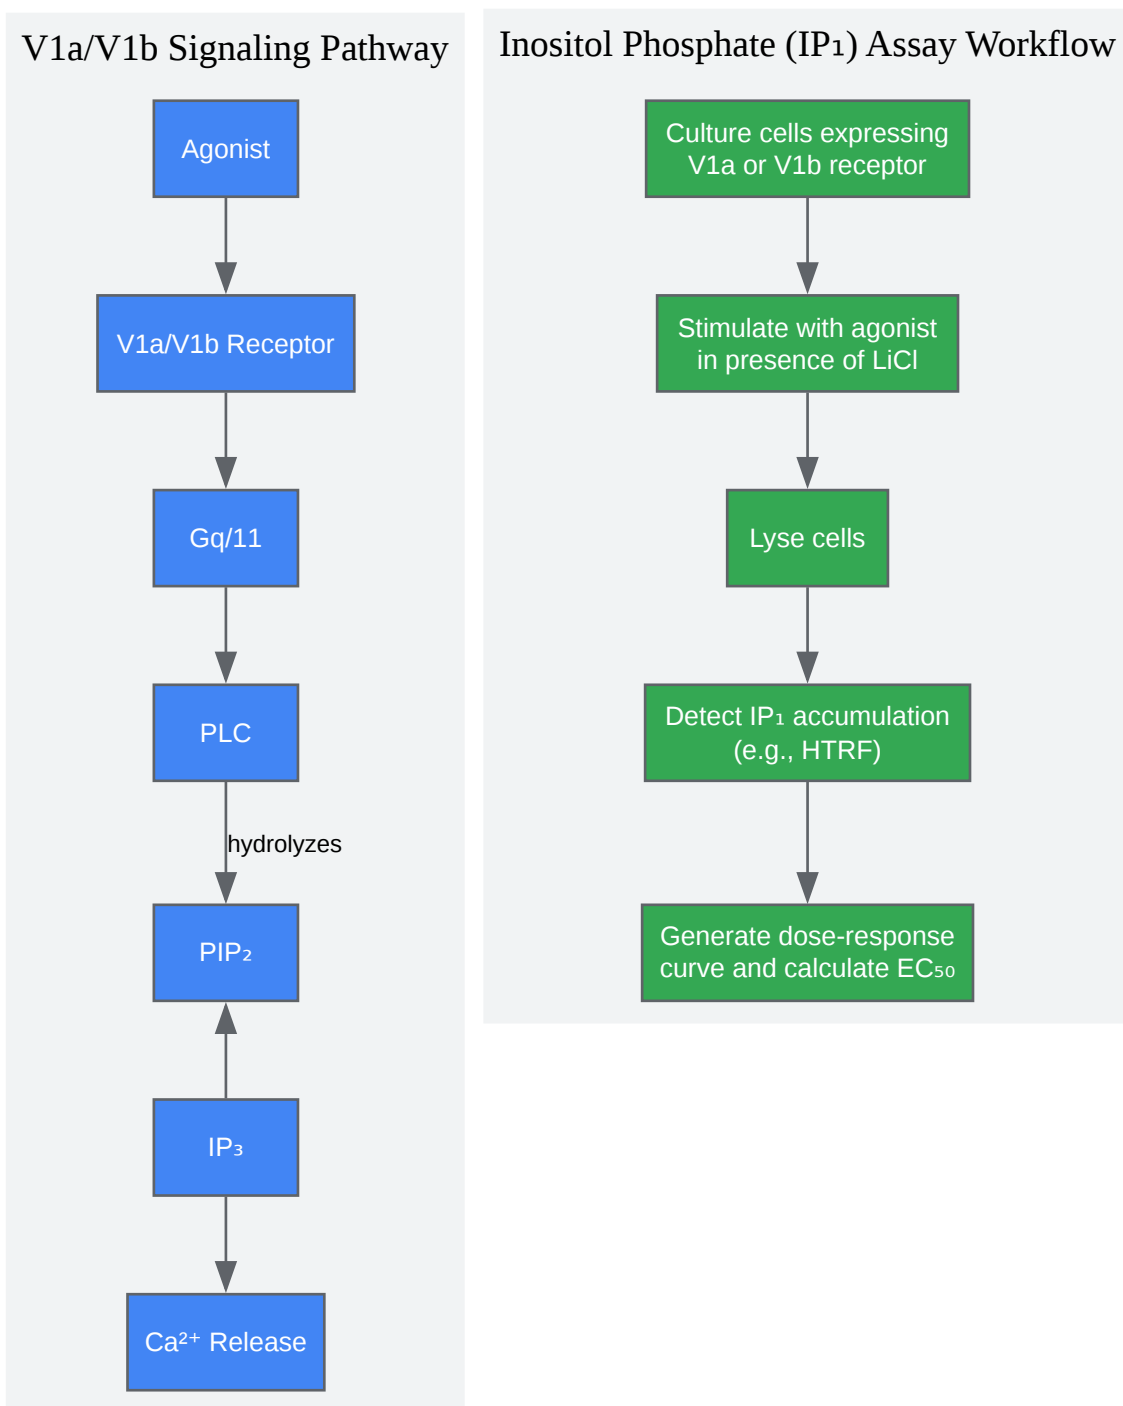 V1a/V1b Signaling Pathway
Agonist
V1a/V1b Receptor
Gq/11
PLC
hydrolyzes
PIP₂
IP₃
Ca²⁺ Release
Inositol Phosphate (IP₁) Assay Workflow
Culture cells expressing
V1a or V1b receptor
Stimulate with agonist
in presence of LiCl
Lyse cells
Detect IP₁ accumulation
(e.g., HTRF)
Generate dose-response
curve and calculate EC₅₀